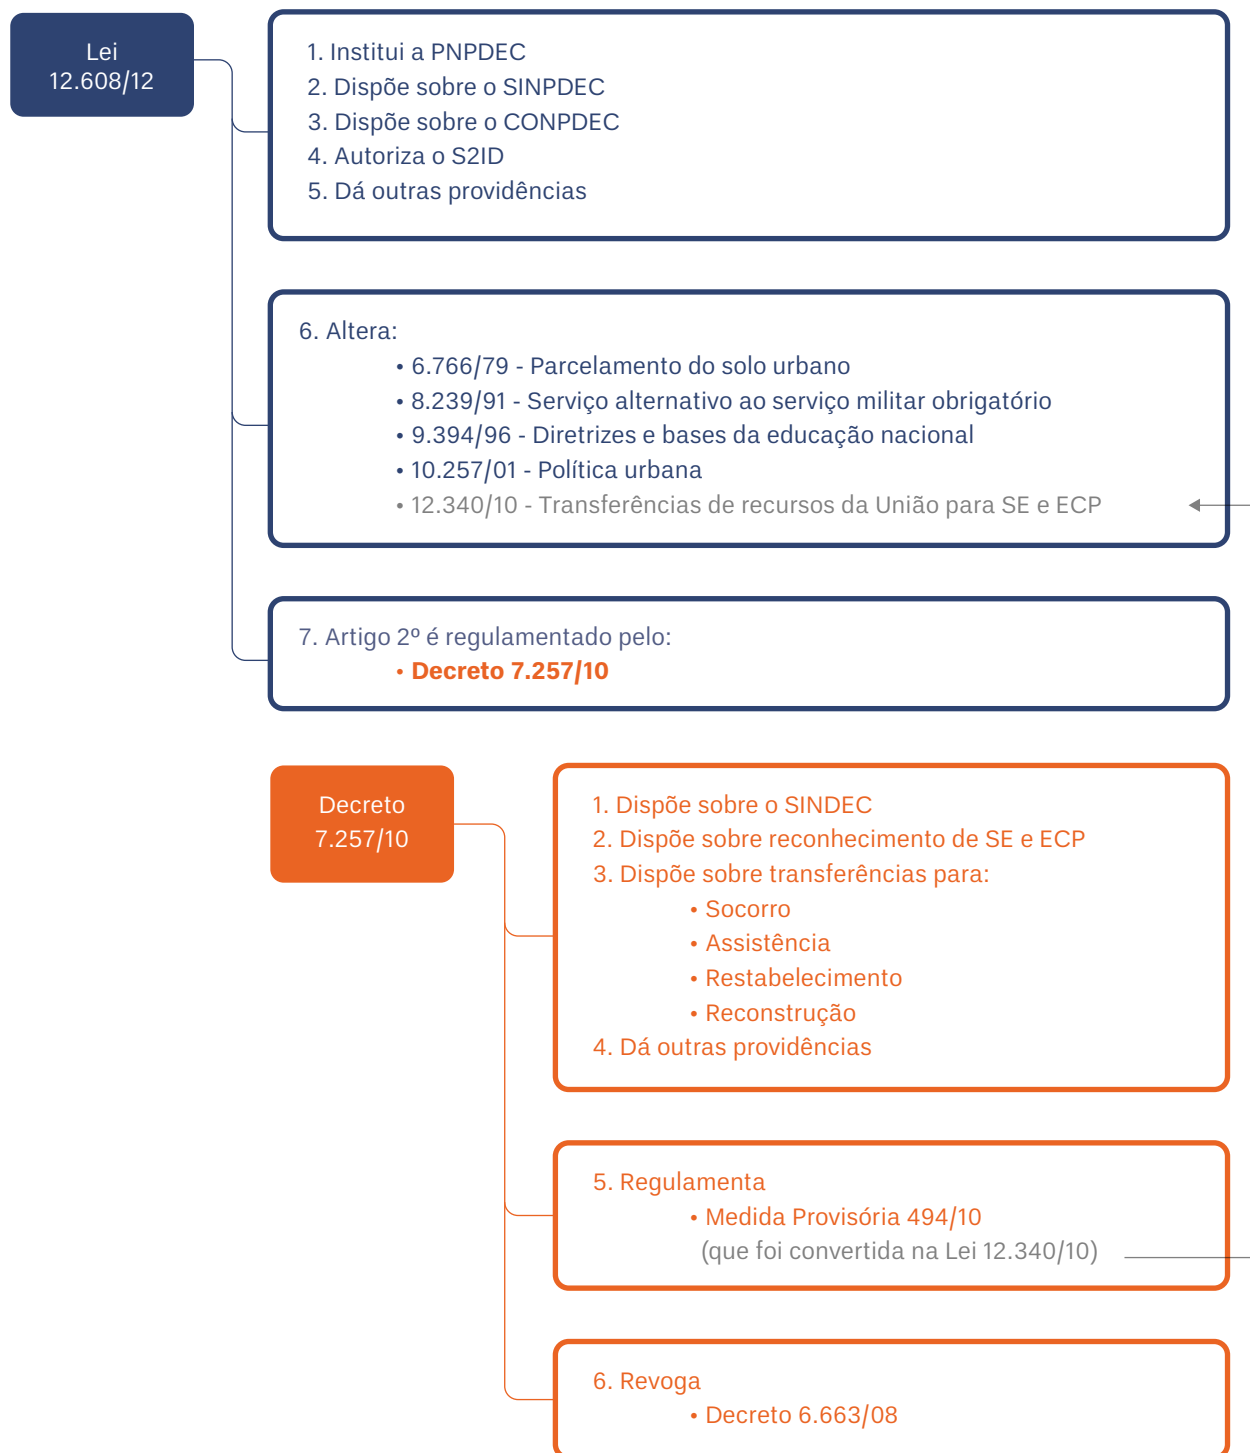 Lei
12.608/12
1. Institui a PNPDEC
2. Dispõe sobre o SINPDEC
3. Dispõe sobre o CONPDEC
4. Autoriza o S2ID
5. Dá outras providências
6. Altera:
• 6.766/79 - Parcelamento do solo urbano
• 8.239/91 - Serviço alternativo ao serviço militar obrigatório
• 9.394/96 - Diretrizes e bases da educação nacional
• 10.257/01 - Política urbana
• 12.340/10 - Transferências de recursos da União para SE e ECP
7. Artigo 2º é regulamentado pelo:
• Decreto 7.257/10
Decreto
7.257/10
1. Dispõe sobre o SINDEC
2. Dispõe sobre reconhecimento de SE e ECP
3. Dispõe sobre transferências para:
• Socorro
• Assistência
• Restabelecimento
• Reconstrução
4. Dá outras providências
5. Regulamenta
• Medida Provisória 494/10
(que foi convertida na Lei 12.340/10)
6. Revoga
• Decreto 6.663/08